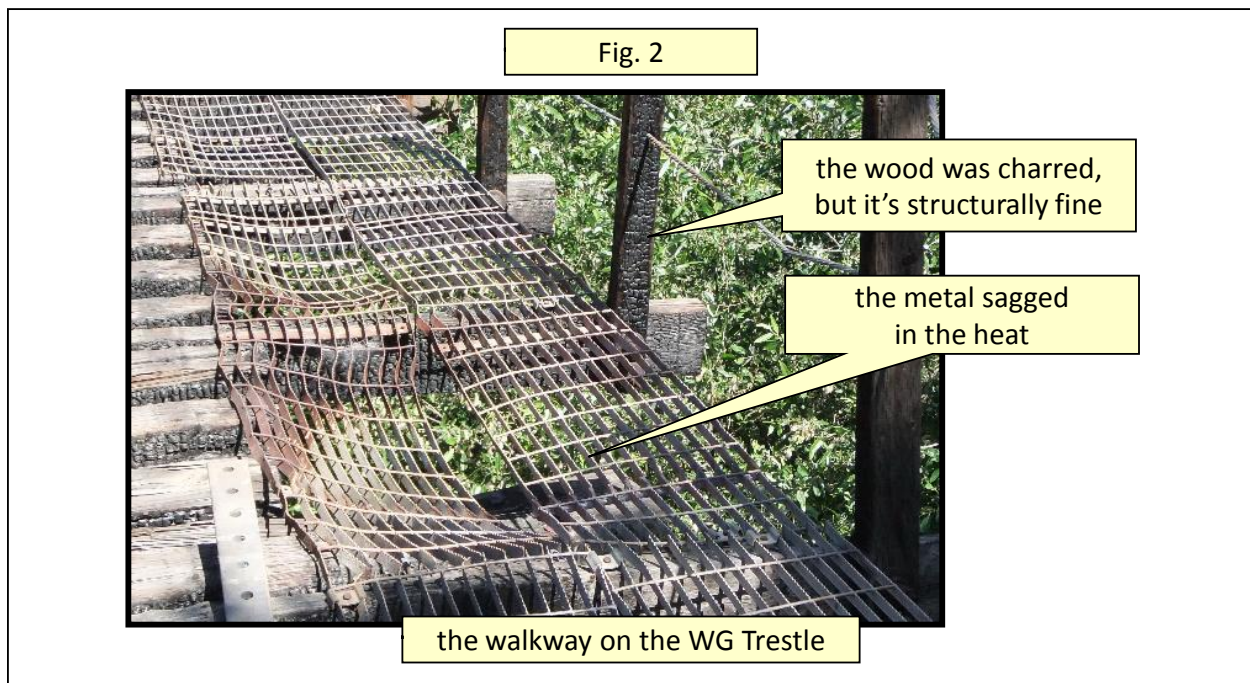 Fig. 2
the wood was charred,
but it’s structurally fine
the metal sagged
in the heat
the walkway on the WG Trestle